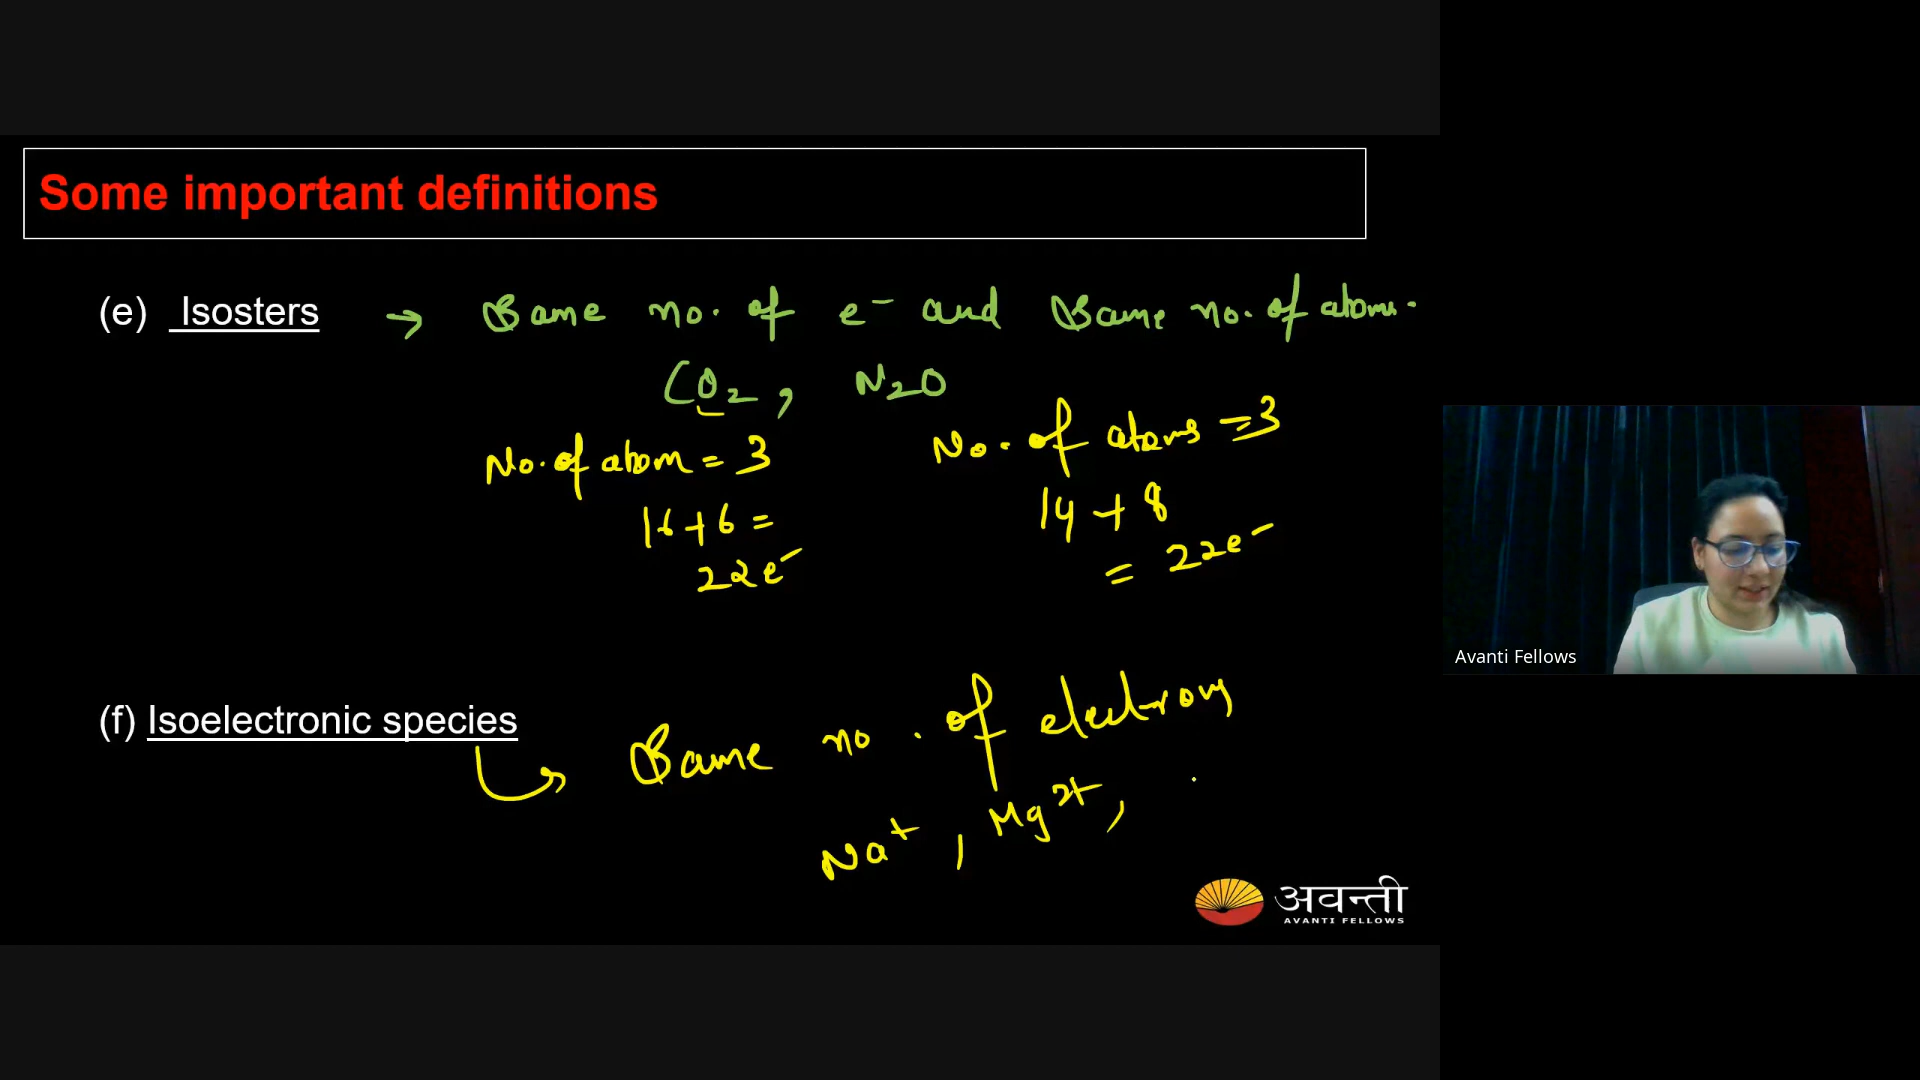 Some important definitions
(e) Isosters → Same no. of e⁻ and Same no. of atoms.
CO₂, N₂O
No. of atom = 3 No. of atoms = 3
16+6 = 14 + 8
22e⁻ = 22e⁻
Avanti Fellows
(f) Isoelectronic species
Same no. of electrons
Na⁺, Mg²⁺,
अवन्ती
AVANTI FELLOWS